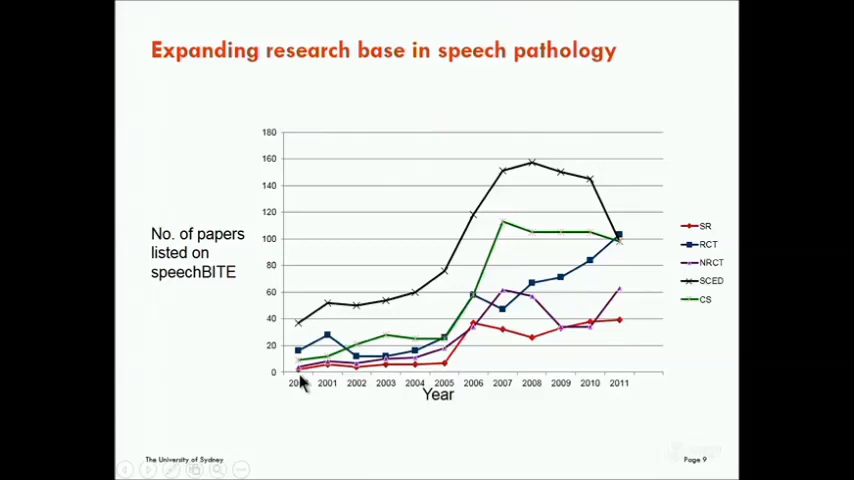 Expanding research base in speech pathology
No. of papers
listed on
speechBITE
180
160
140
120
100
80
60
40
20
0
2001 2002 2003 2004 2005 2006 2007 2008 2009 2010 2011
Year
SR
RCT
NRCT
SCED
CS
The University of Sydney
Page 9